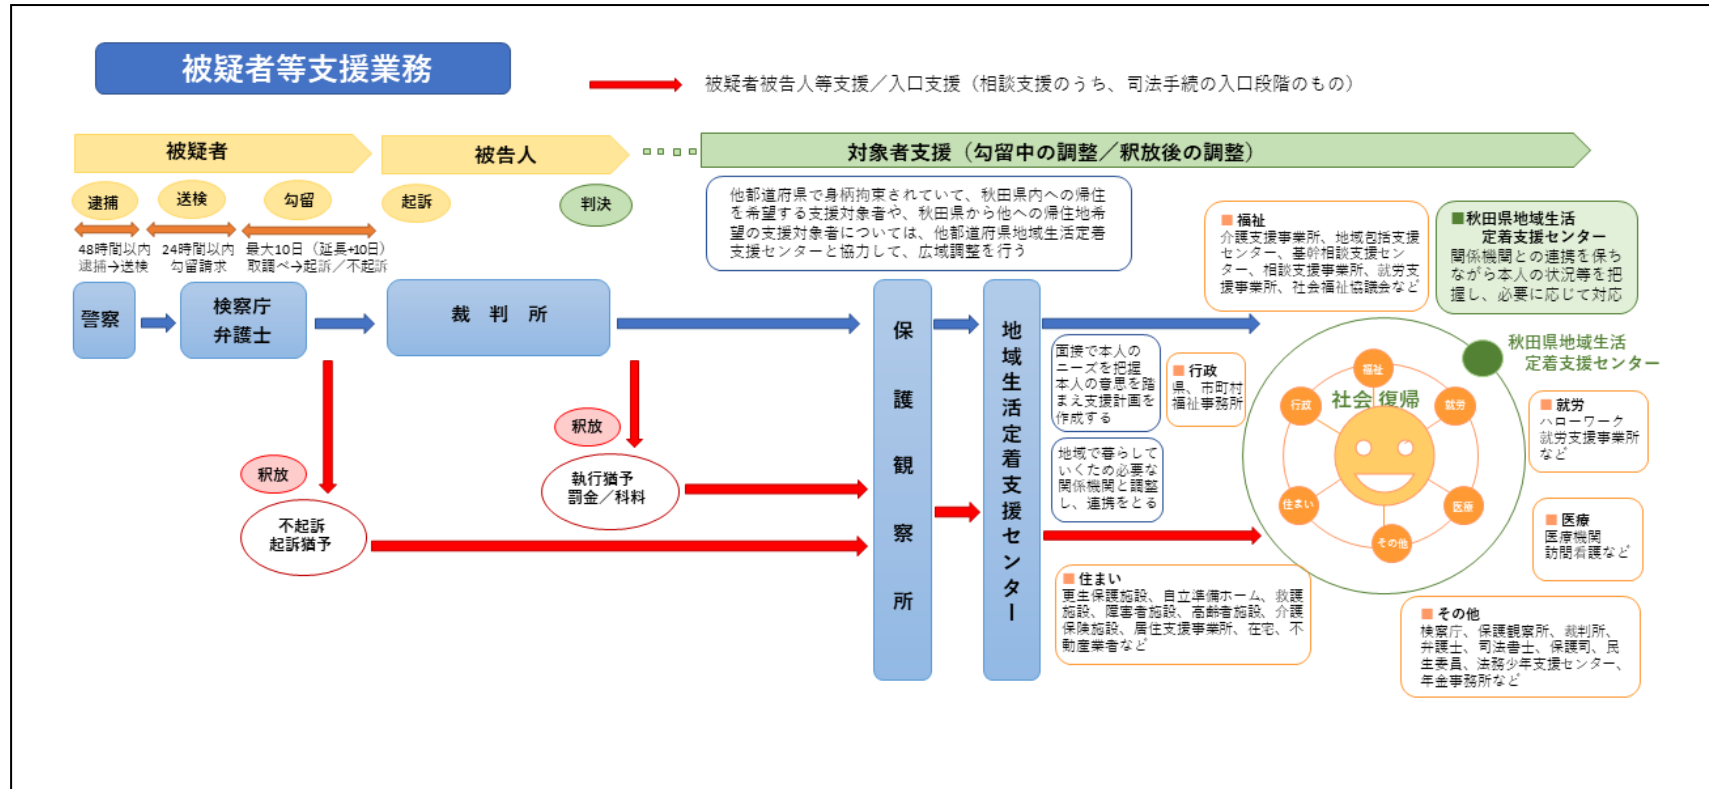 被疑者等支援業務
被疑者被告人等支援／入口支援（相談支援のうち、司法手続の入口段階のもの）
被疑者
被告人
対象者支援（勾留中の調整／釈放後の調整）
逮捕
送検
勾留
起訴
判決
48時間以内
逮捕→送検
24時間以内
勾留請求
最大10日（延長+10日）
取調べ→起訴／不起訴
他都道府県で身柄拘束されていて、秋田県内への帰住
を希望する支援対象者や、秋田県から他への帰住地希
望の支援対象者については、他都道府県地域生活定着
支援センターと協力して、広域調整を行う
■ 福祉
介護支援事業所、地域包括支援
センター、基幹相談支援セン
ター、相談支援事業所、就労支
援事業所、社会福祉協議会など
■秋田県地域生活
定着支援センター
関係機関との連携を保ち
ながら本人の状況等を把
握し、必要に応じて対応
警察
検察庁
弁護士
裁 判 所
保護観察所
地域生活定着支援センター
面接で本人の
ニーズを把握
本人の意思を踏
まえ支援計画を
作成する
■ 行政
県、市町村
福祉事務所
地域で暮らして
いくため必要な
関係機関と調整
し、連携をとる
秋田県地域生活
定着支援センター
福祉
行政
社会復帰
就労
住まい
医療
その他
■ 就労
ハローワーク
就労支援事業所
など
■ 医療
医療機関
訪問看護など
釈放
執行猶予
罰金／科料
釈放
不起訴
起訴猶予
■ 住まい
更生保護施設、自立準備ホーム、救護
施設、障害者施設、高齢者施設、介護
保険施設、居住支援事業所、在宅、不
動産業者など
■ その他
検察庁、保護観察所、裁判所、
弁護士、司法書士、保護司、民
生委員、法務少年支援センター、
年金事務所など